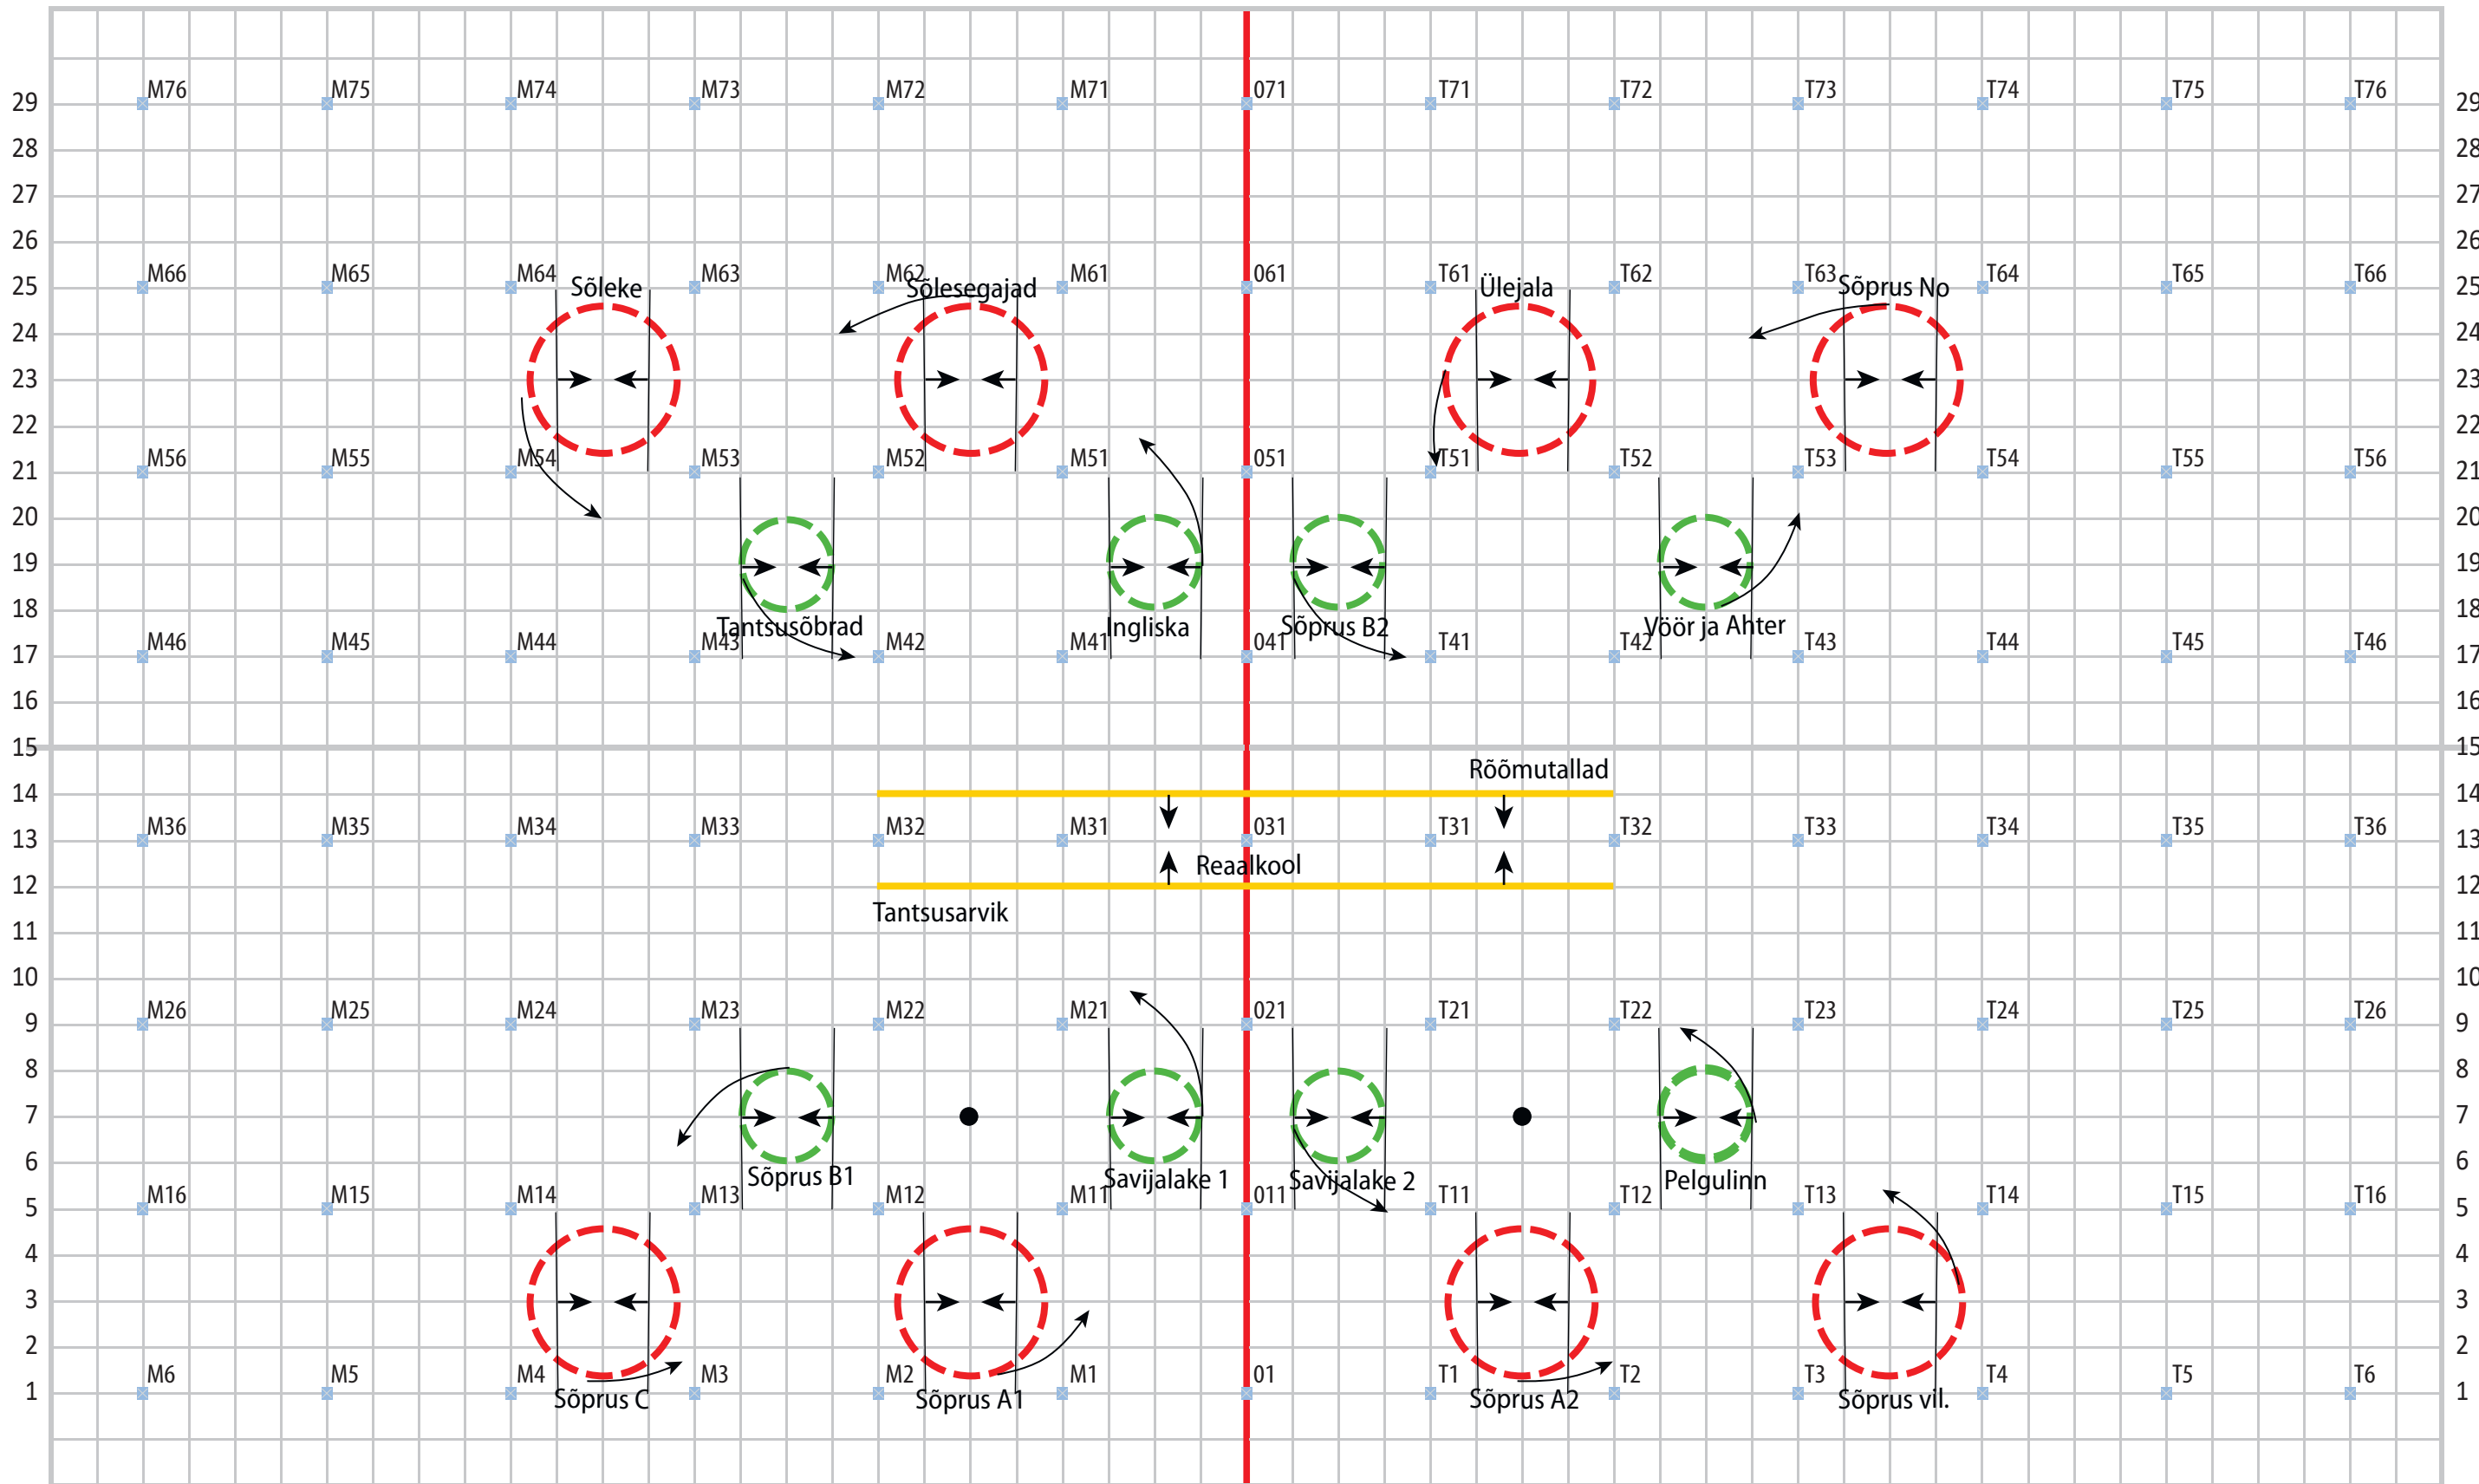 M76 M75 M74 M73 M72 M71 071 T71 T72 T73 T74 T75 T76
29 29
28 28
27 27
26 26
M66 M65 M64 M63 M62 M61 061 T61 T62 T63 T64 T65 T66
25 Sõleke Sõlesegajad Ülejala Sõprus No 25
24 24
23 23
22 22
M56 M55 M54 M53 M52 M51 051 T51 T52 T53 T54 T55 T56
21 21
20 20
19 19
18 18
Tantsusõbrad Ingliska Sõprus B2 Vöör ja Ahter
M46 M45 M44 M43 M42 M41 041 T41 T42 T43 T44 T45 T46
17 17
16 16
15 15
Rõõmutallad
14 14
M36 M35 M34 M33 M32 M31 031 T31 T32 T33 T34 T35 T36
13 13
Reaalkool
12 12
Tantsusarvik
11 11
10 10
M26 M25 M24 M23 M22 M21 021 T21 T22 T23 T24 T25 T26
9 9
8 8
7 7
6 6
Sõprus B1 Savijalake 1 Savijalake 2 Pelgulinn
M16 M15 M14 M13 M12 M11 011 T11 T12 T13 T14 T15 T16
5 5
4 4
3 3
2 2
M6 M5 M4 M3 M2 M1 01 T1 T2 T3 T4 T5 T6
1 Sõprus C Sõprus A1 Sõprus A2 Sõprus vil. 1